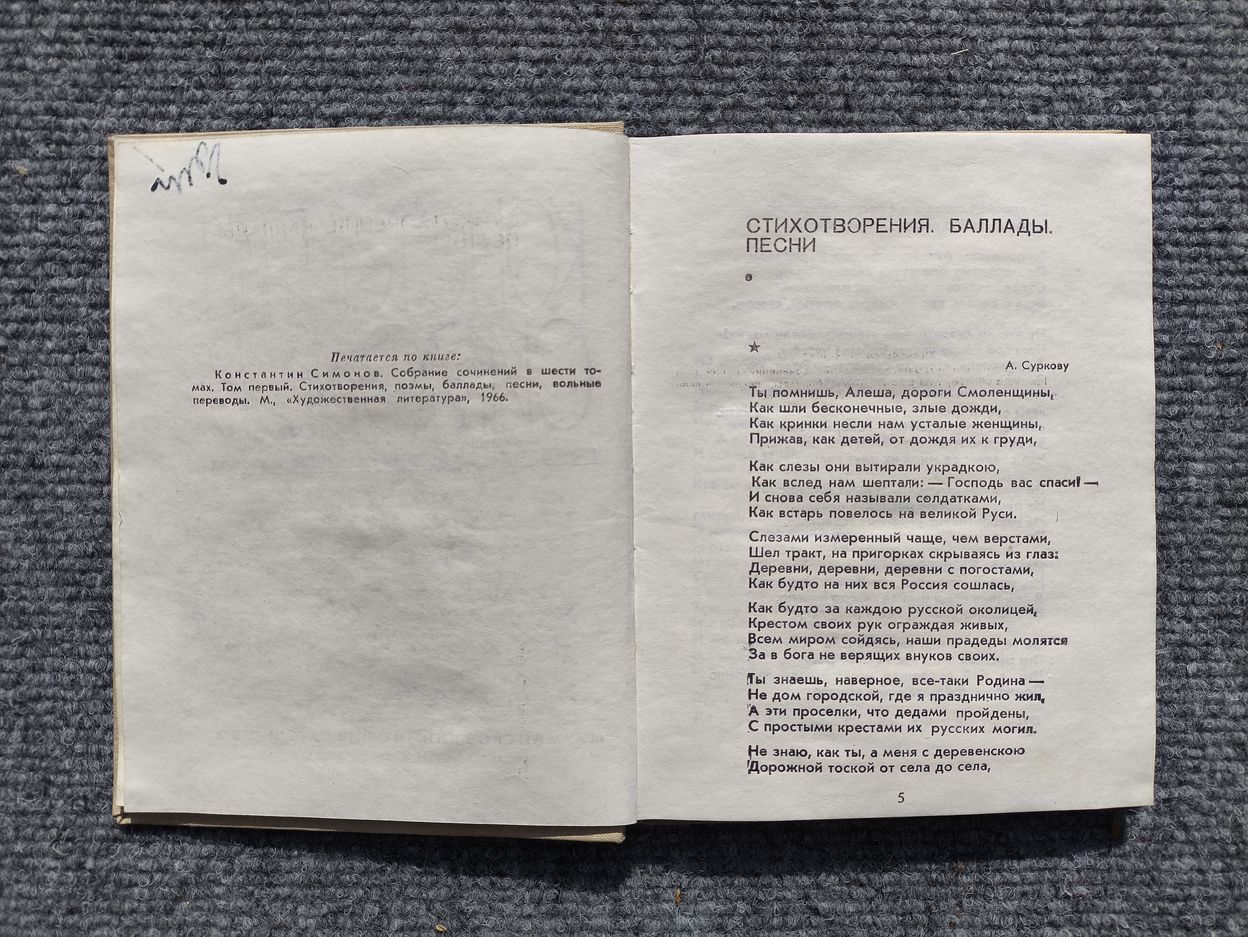 Печатается по книге:
Константин Симонов. Собрание сочинений в шести то-
мах. Том первый. Стихотворения, поэмы, баллады, песни, вольные
переводы. М., «Художественная литература», 1966.
СТИХОТВОРЕНИЯ. БАЛЛАДЫ.
ПЕСНИ
А. Суркову
Ты помнишь, Алеша, дороги Смоленщины,
Как шли бесконечные, злые дожди,
Как кринки несли нам усталые женщины,
Прижав, как детей, от дождя их к груди,
Как слезы они вытирали украдкою,
Как вслед нам шептали: — Господь вас спаси! —
И снова себя называли солдатками,
Как встарь повелось на великой Руси.
Слезами измеренный чаще, чем верстами,
Шел тракт, на пригорках скрываясь из глаз:
Деревни, деревни, деревни с погостами,
Как будто на них вся Россия сошлась,
Как будто за каждою русской околицей,
Крестом своих рук ограждая живых,
Всем миром сойдясь, наши прадеды молятся
За в бога не верящих внуков своих.
Ты знаешь, наверное, все-таки Родина —
Не дом городской, где я празднично жил,
А эти проселки, что дедами пройдены,
С простыми крестами их русских могил.
Не знаю, как ты, а меня с деревенскою
Дорожной тоской от села до села,
5